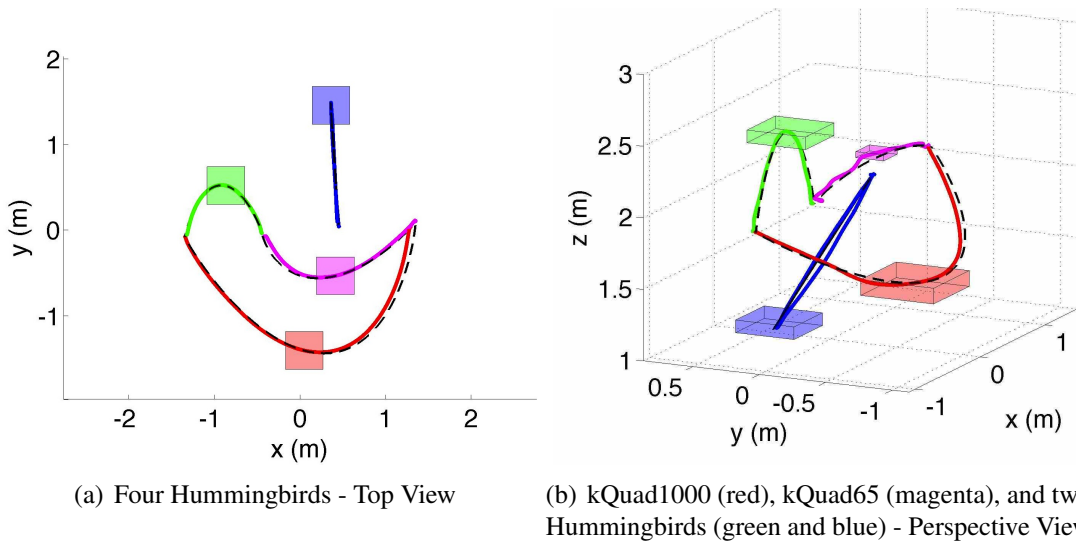 2
1
0
-1
y (m)
-2
-1
0
1
2
x (m)
3
2.5
2
1.5
1
z (m)
0.5
0
-0.5
-1
y (m)
-1
0
1
x (m)
(a) Four Hummingbirds - Top View
(b) kQuad1000 (red), kQuad65 (magenta), and tw
Hummingbirds (green and blue) - Perspective View